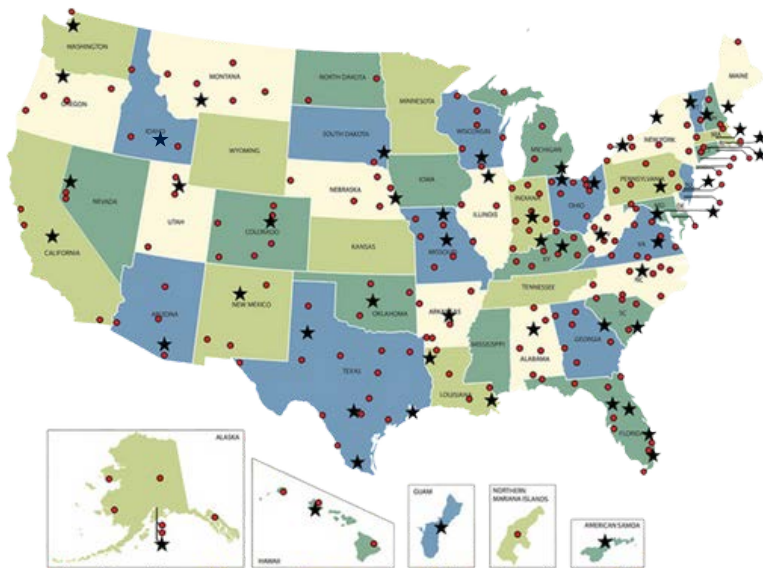 WASHINGTON
MAINE
MONTANA
NORTH DAKOTA
OREGON
MINNESOTA
IDAHO
SOUTH DAKOTA
WISCONSIN
MICHIGAN
NEW YORK
WYOMING
IOWA
PENNSYLVANIA
NEBRASKA
NEVADA
UTAH
ILLINOIS
INDIANA
OHIO
MD
COLORADO
CALIFORNIA
KANSAS
MISSOURI
KY
VA
NC
TENNESSEE
ARIZONA
NEW MEXICO
OKLAHOMA
ARKANSAS
SC
MISSISSIPPI
ALABAMA
GEORGIA
TEXAS
LOUISIANA
FLORIDA
ALASKA
HAWAII
GUAM
NORTHERN
MARIANA ISLANDS
AMERICAN SAMOA